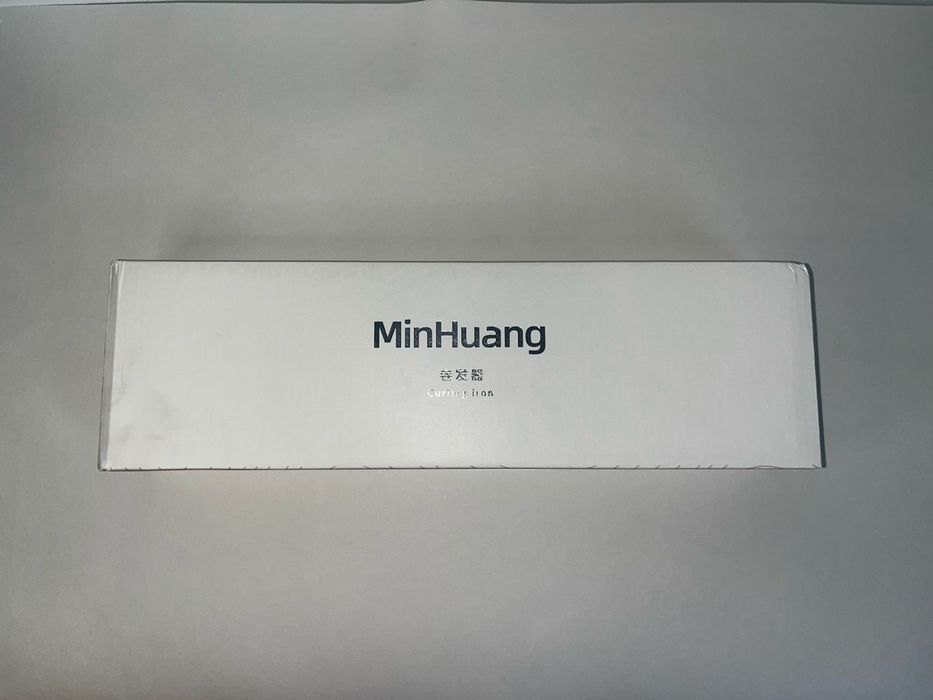 MinHuang
卷发器
Curling iron